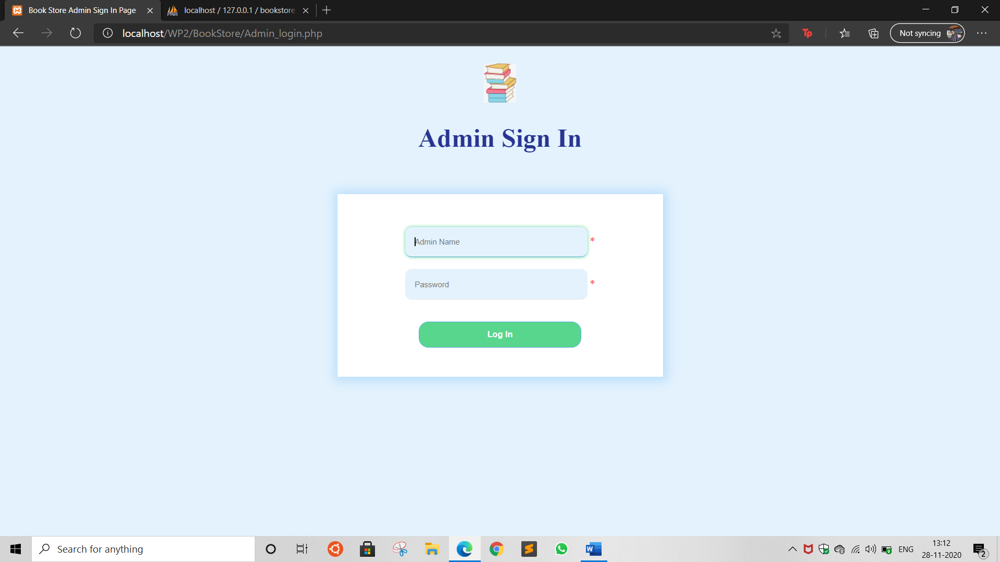 Book Store Admin Sign In Page
localhost / 127.0.0.1 / bookstore
localhost/WP2/BookStore/Admin_login.php
Tp
Not syncing
Admin Sign In
Admin Name
*
Password
*
Log In
Search for anything
W
ENG
13:12
28-11-2020
2